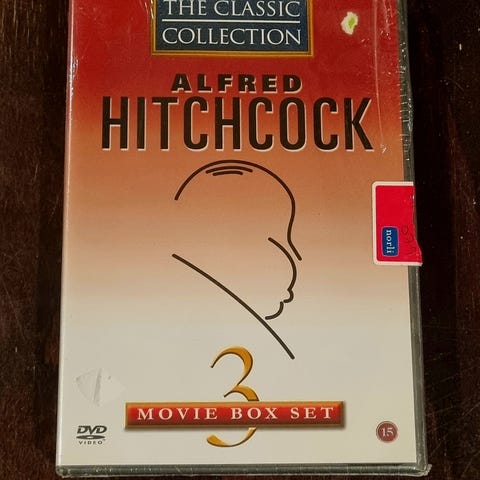 THE CLASSIC
COLLECTION
ALFRED
HITCHCOCK
norli
3
MOVIE BOX SET
DVD
VIDEO
15